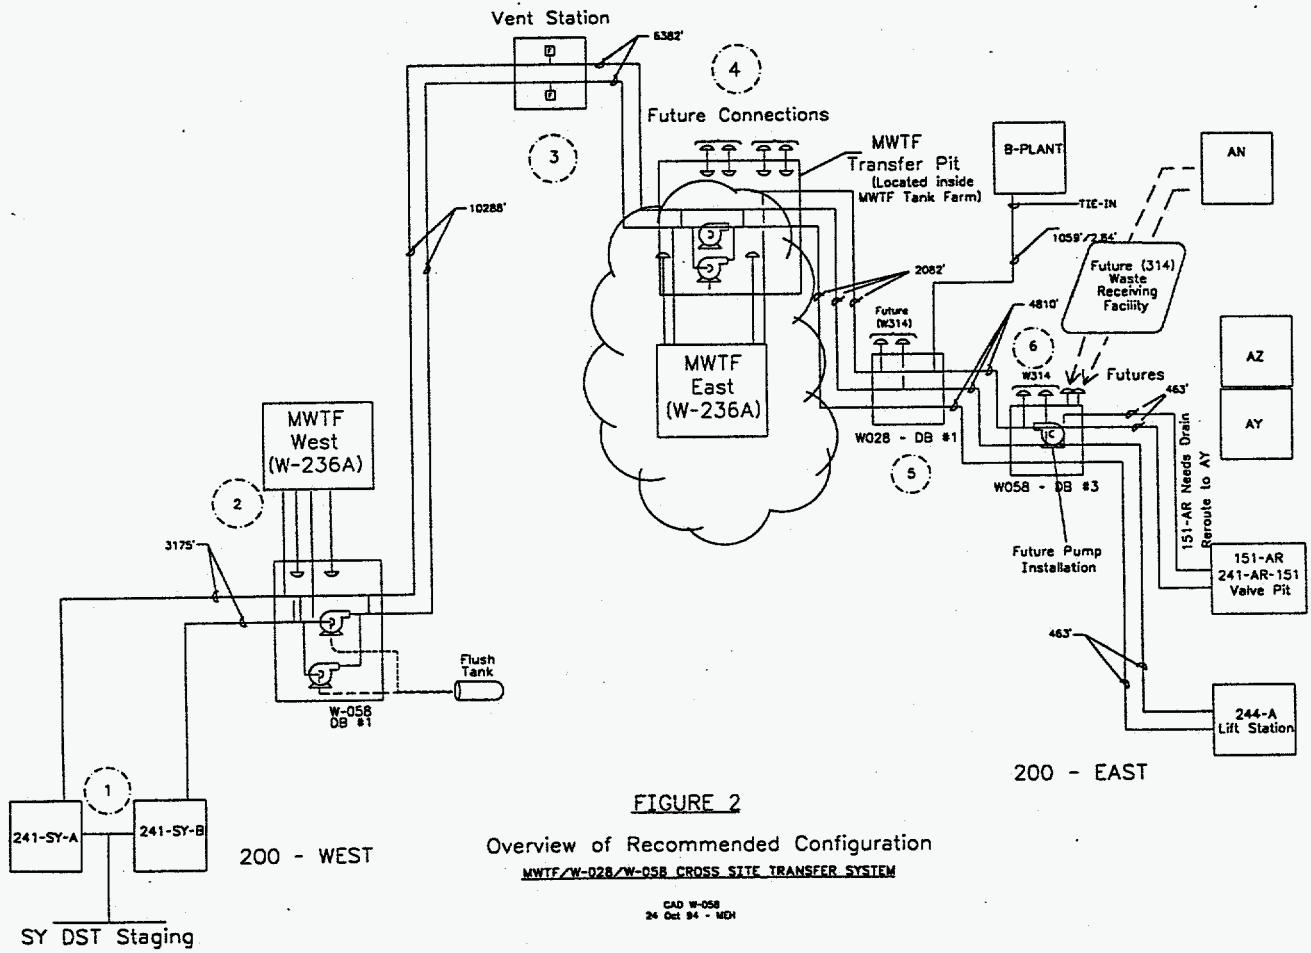 Vent Station
6382'
F
F
4
3
Future Connections
MWTF
Transfer Pit
(Located inside
MWTF Tank Farm)
B-PLANT
AN
TIE-IN
10288'
1059'/2.84'
2082'
Future (314)
Waste
Receiving
Facility
4810'
Future
(W314)
6
W314
Futures
463'
AZ
AY
MWTF
East
(W-236A)
W028 - DB #1
5
W058 - DB #3
151-AR Needs Drain
Reroute to AY
MWTF
West
(W-236A)
2
3175'
Future Pump
Installation
151-AR
241-AR-151
Valve Pit
463'
Flush
Tank
W-058
DB #1
244-A
Lift Station
1
241-SY-A
241-SY-B
200 - WEST
200 - EAST
SY DST Staging
FIGURE 2
Overview of Recommended Configuration
MWTF/W-028/W-058 CROSS SITE TRANSFER SYSTEM
CAD W-058
24 Oct 94 - MEH